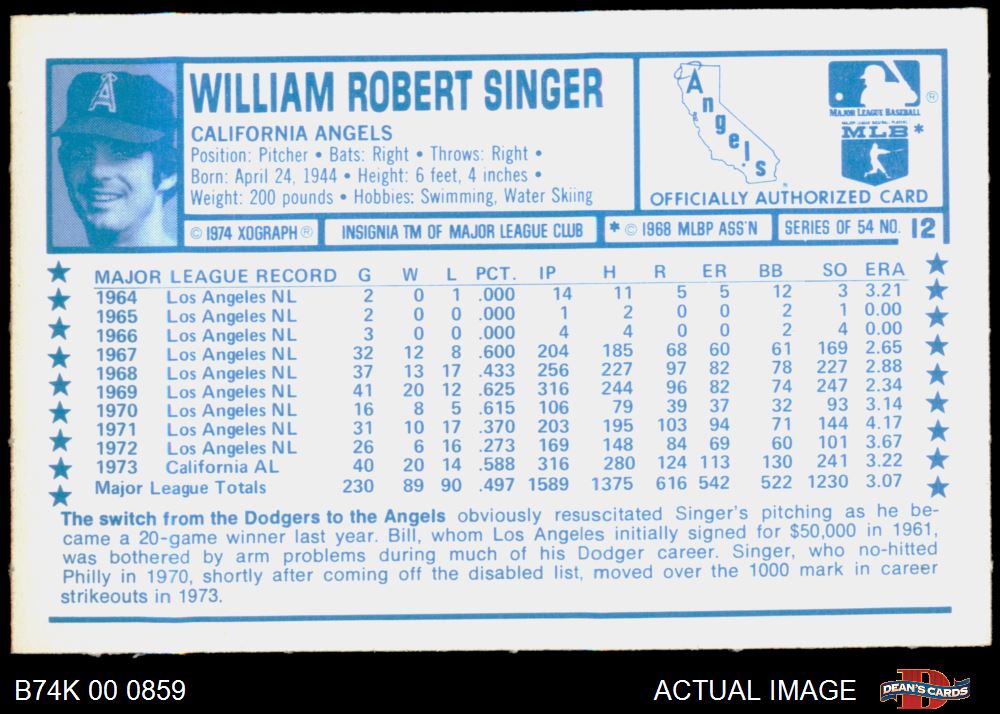 A
WILLIAM ROBERT SINGER
CALIFORNIA ANGELS
Position: Pitcher • Bats: Right • Throws: Right •
Born: April 24, 1944 • Height: 6 feet, 4 inches •
Weight: 200 pounds • Hobbies: Swimming, Water Skiing
Angels
OFFICIALLY AUTHORIZED CARD
®
MAJOR LEAGUE BASEBALL
MAJOR LEAGUE BASEBALL PLAYERS
MLB*
© 1974 XOGRAPH ®
INSIGNIA TM OF MAJOR LEAGUE CLUB
* © 1968 MLBP ASS'N
SERIES OF 54 NO. 12
MAJOR LEAGUE RECORD G W L PCT. IP H R ER BB SO ERA
1964 Los Angeles NL 2 0 1 .000 14 11 5 5 12 3 3.21
1965 Los Angeles NL 2 0 0 .000 1 2 0 0 2 1 0.00
1966 Los Angeles NL 3 0 0 .000 4 4 0 0 2 4 0.00
1967 Los Angeles NL 32 12 8 .600 204 185 68 60 61 169 2.65
1968 Los Angeles NL 37 13 17 .433 256 227 97 82 78 227 2.88
1969 Los Angeles NL 41 20 12 .625 316 244 96 82 74 247 2.34
1970 Los Angeles NL 16 8 5 .615 106 79 39 37 32 93 3.14
1971 Los Angeles NL 31 10 17 .370 203 195 103 94 71 144 4.17
1972 Los Angeles NL 26 6 16 .273 169 148 84 69 60 101 3.67
1973 California AL 40 20 14 .588 316 280 124 113 130 241 3.22
Major League Totals 230 89 90 .497 1589 1375 616 542 522 1230 3.07
The switch from the Dodgers to the Angels obviously resuscitated Singer's pitching as he be-
came a 20-game winner last year. Bill, whom Los Angeles initially signed for $50,000 in 1961,
was bothered by arm problems during much of his Dodger career. Singer, who no-hitted
Philly in 1970, shortly after coming off the disabled list, moved over the 1000 mark in career
strikeouts in 1973.
B74K 00 0859
ACTUAL IMAGE
D
DEAN'S CARDS